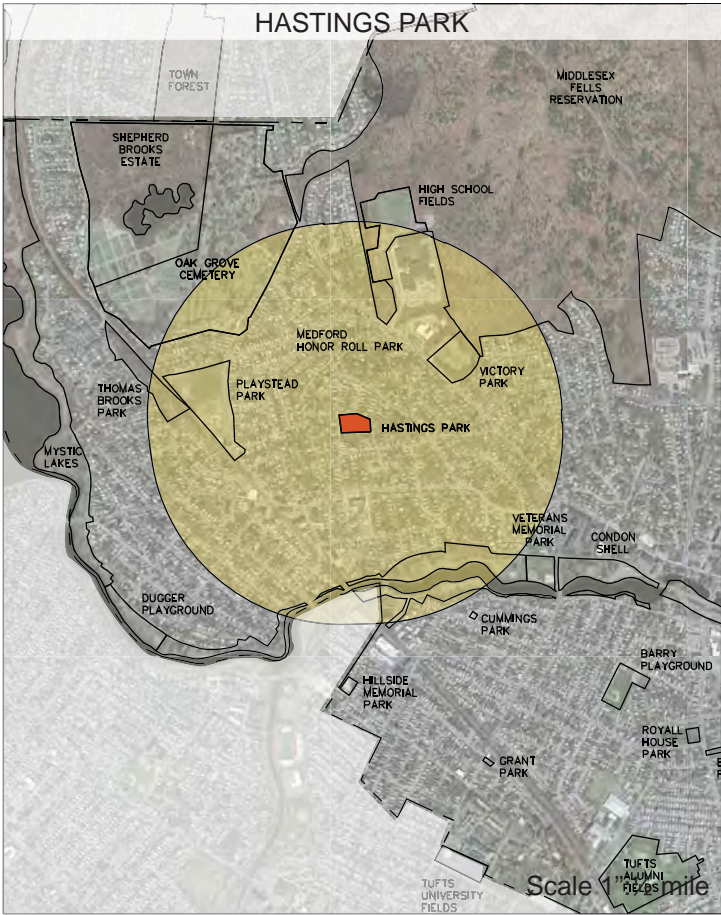 HASTINGS PARK
TOWN
FOREST
MIDDLESEX
FELLS
RESERVATION
SHEPHERD
BROOKS
ESTATE
HIGH SCHOOL
FIELDS
OAK GROVE
CEMETERY
MEDFORD
HONOR ROLL PARK
VICTORY
PARK
THOMAS
BROOKS
PARK
PLAYSTEAD
PARK
HASTINGS PARK
MYSTIC
LAKES
VETERANS
MEMORIAL
PARK
CONDON
SHELL
DUGGER
PLAYGROUND
CUMMINGS
PARK
BARRY
PLAYGROUND
HILLSIDE
MEMORIAL
PARK
ROYALL
HOUSE
PARK
GRANT
PARK
TUFTS
ALUMNI
FIELDS
TUFTS
UNIVERSITY
FIELDS
Scale 1"=½ mile